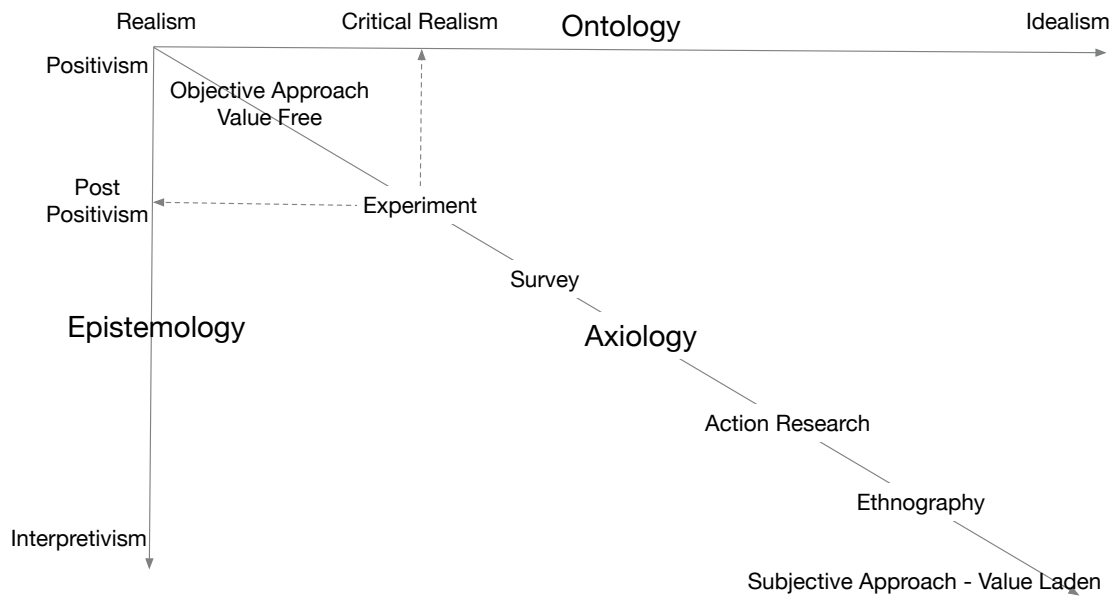 Realism
Critical Realism
Ontology
Idealism
Positivism
Objective Approach
Value Free
Post
Positivism
Experiment
Survey
Epistemology
Axiology
Action Research
Ethnography
Interpretivism
Subjective Approach - Value Laden